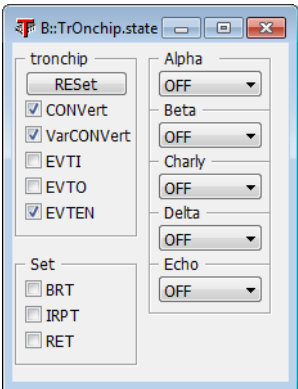 B::TrOnchip.state
tronchip
RESet
CONVert
VarCONVert
EVTI
EVTO
EVTEN
Set
BRT
IRPT
RET
Alpha
OFF
Beta
OFF
Charly
OFF
Delta
OFF
Echo
OFF